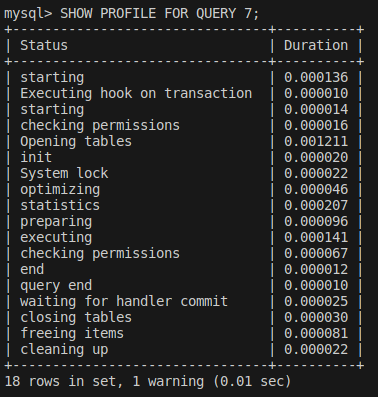 mysql> SHOW PROFILE FOR QUERY 7;
+--------------------------------+----------+
| Status                         | Duration |
+--------------------------------+----------+
| starting                       | 0.000136 |
| Executing hook on transaction  | 0.000010 |
| starting                       | 0.000014 |
| checking permissions           | 0.000016 |
| Opening tables                 | 0.001211 |
| init                           | 0.000020 |
| System lock                    | 0.000022 |
| optimizing                     | 0.000046 |
| statistics                     | 0.000207 |
| preparing                      | 0.000096 |
| executing                      | 0.000141 |
| checking permissions           | 0.000067 |
| end                            | 0.000012 |
| query end                      | 0.000010 |
| waiting for handler commit     | 0.000025 |
| closing tables                 | 0.000030 |
| freeing items                  | 0.000081 |
| cleaning up                    | 0.000022 |
+--------------------------------+----------+
18 rows in set, 1 warning (0.01 sec)